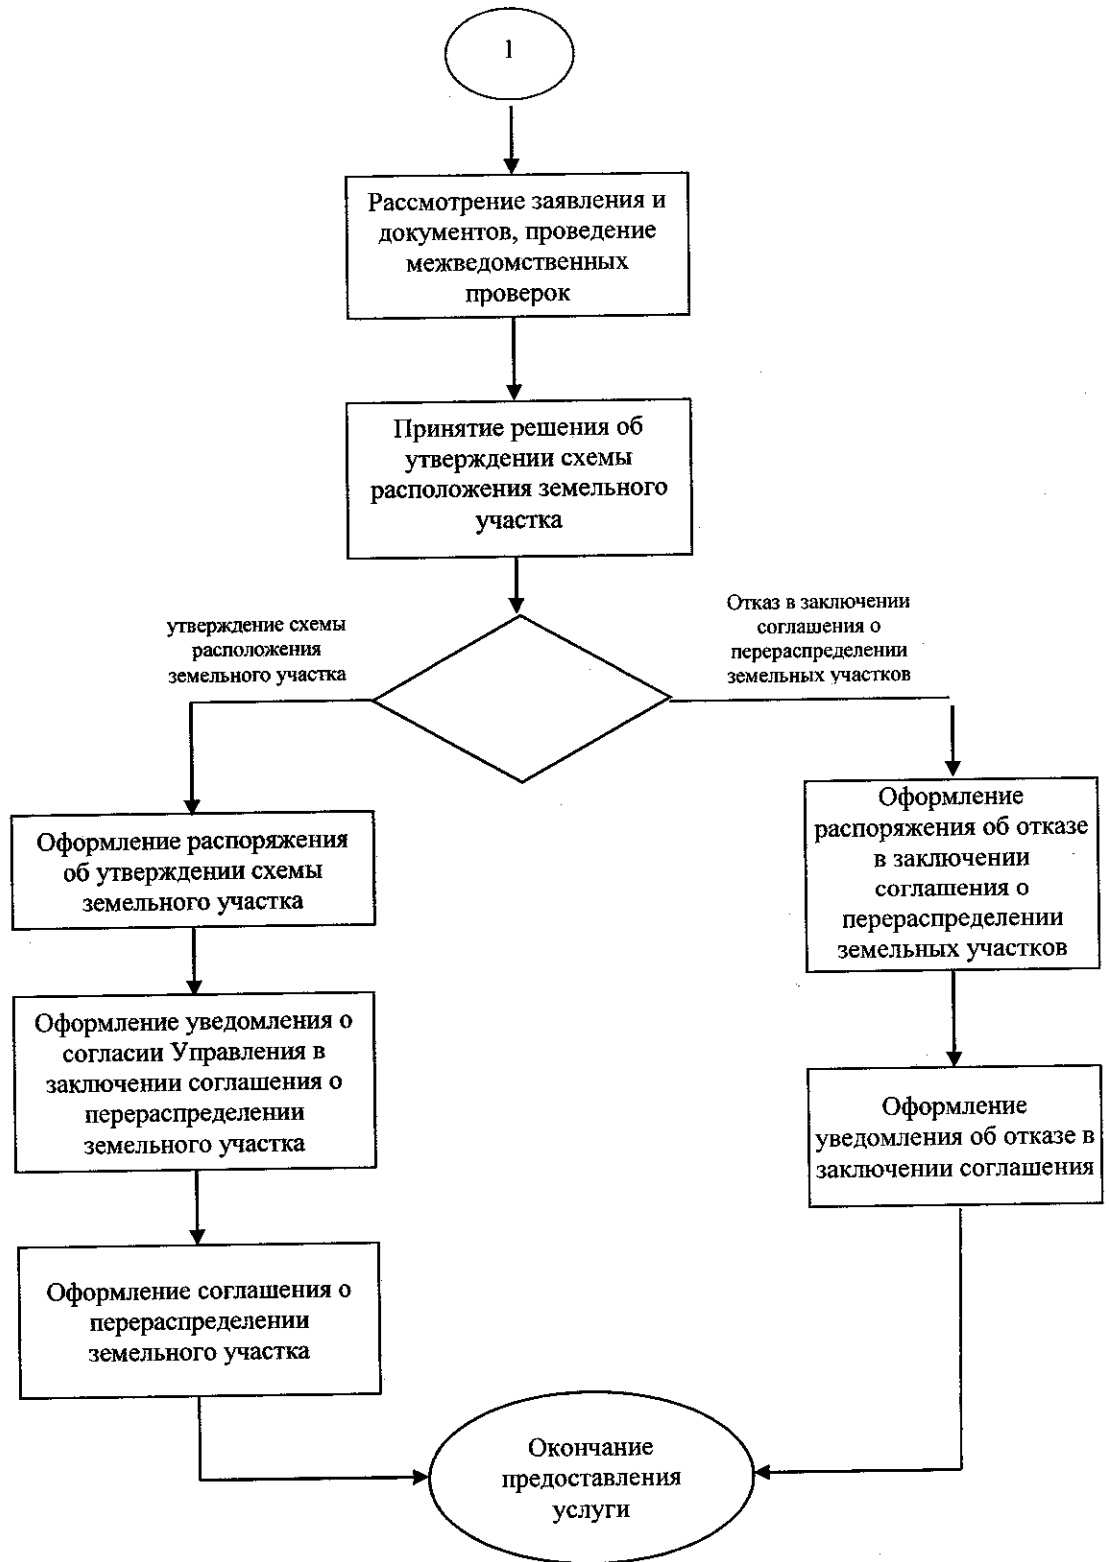 1
Рассмотрение заявления и
документов, проведение
межведомственных
проверок
Принятие решения об
утверждении схемы
расположения земельного
участка
утверждение схемы
расположения
земельного участка
Отказ в заключении
соглашения о
перераспределении
земельных участков
Оформление распоряжения
об утверждении схемы
земельного участка
Оформление уведомления о
согласии Управления в
заключении соглашения о
перераспределении
земельного участка
Оформление соглашения о
перераспределении
земельного участка
Оформление
распоряжения об отказе
в заключении
соглашения о
перераспределении
земельных участков
Оформление
уведомления об отказе в
заключении соглашения
Окончание
предоставления
услуги